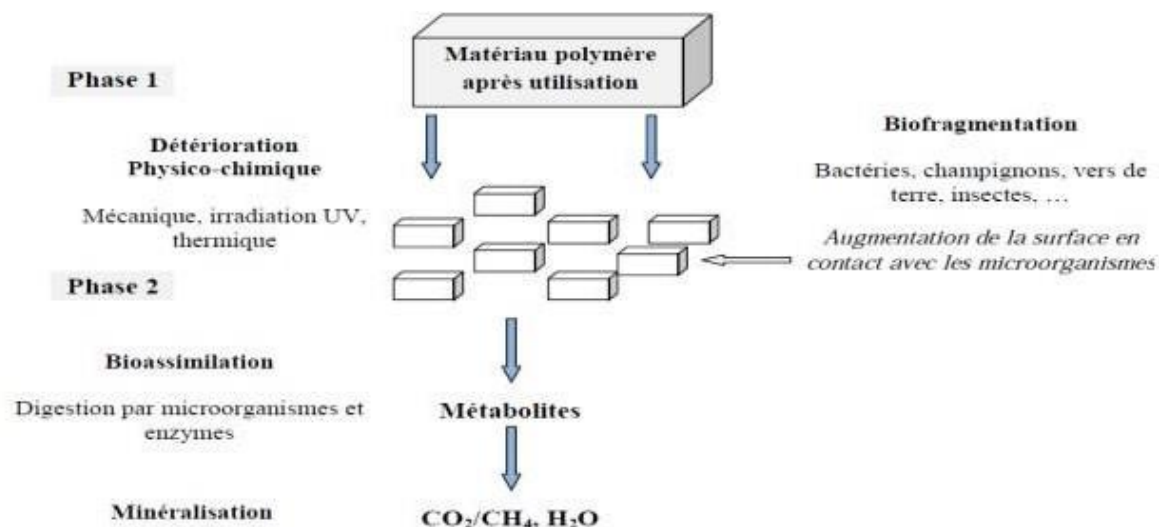 Matériau polymère
après utilisation
Phase 1
Détérioration
Physico-chimique
Mécanique, irradiation UV,
thermique
Biofragmentation
Bactéries, champignons, vers de
terre, insectes, …
Augmentation de la surface en
contact avec les microorganismes
Phase 2
Bioassimilation
Digestion par microorganismes et
enzymes
Métabolites
Minéralisation
CO₂/CH₄, H₂O